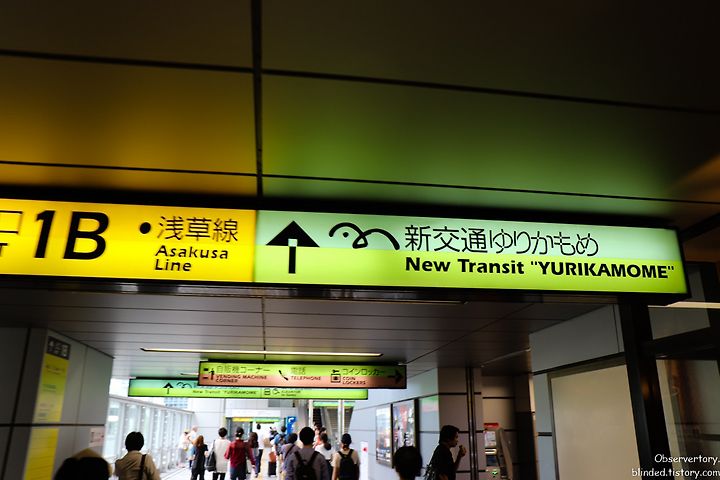 口 1B
浅草線
Asakusa
Line
新交通ゆりかもめ
New Transit "YURIKAMOME"
自販機コーナー
VENDING MACHINE
CORNER
電話
TELEPHONE
コインロッカー
COIN
LOCKERS
New Transit "YURIKAMOME"
Observertory.
blinded.tistory.com